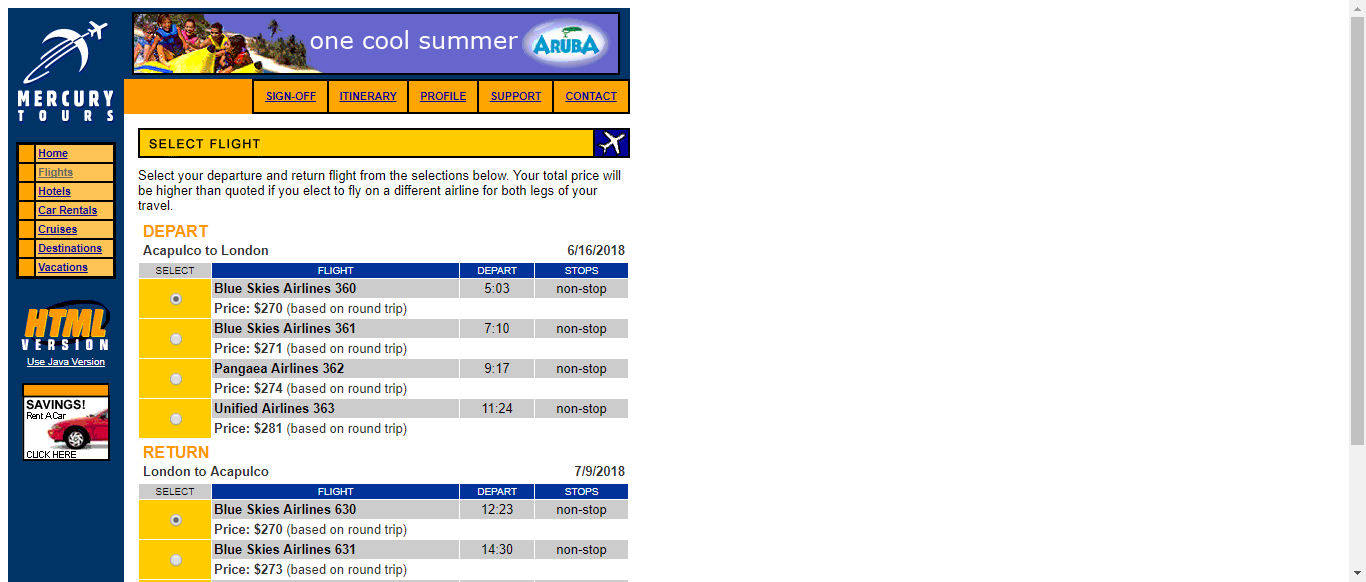 one cool summer ARUBA
MERCURY
TOURS
SIGN-OFF ITINERARY PROFILE SUPPORT CONTACT
Home
Flights
Hotels
Car Rentals
Cruises
Destinations
Vacations
HTML
VERSION
Use Java Version
SAVINGS!
Rent A Car
CLICK HERE
SELECT FLIGHT
Select your departure and return flight from the selections below. Your total price will
be higher than quoted if you elect to fly on a different airline for both legs of your
travel.
DEPART
Acapulco to London 6/16/2018
SELECT FLIGHT DEPART STOPS
Blue Skies Airlines 360 5:03 non-stop
Price: $270 (based on round trip)
Blue Skies Airlines 361 7:10 non-stop
Price: $271 (based on round trip)
Pangaea Airlines 362 9:17 non-stop
Price: $274 (based on round trip)
Unified Airlines 363 11:24 non-stop
Price: $281 (based on round trip)
RETURN
London to Acapulco 7/9/2018
SELECT FLIGHT DEPART STOPS
Blue Skies Airlines 630 12:23 non-stop
Price: $270 (based on round trip)
Blue Skies Airlines 631 14:30 non-stop
Price: $273 (based on round trip)